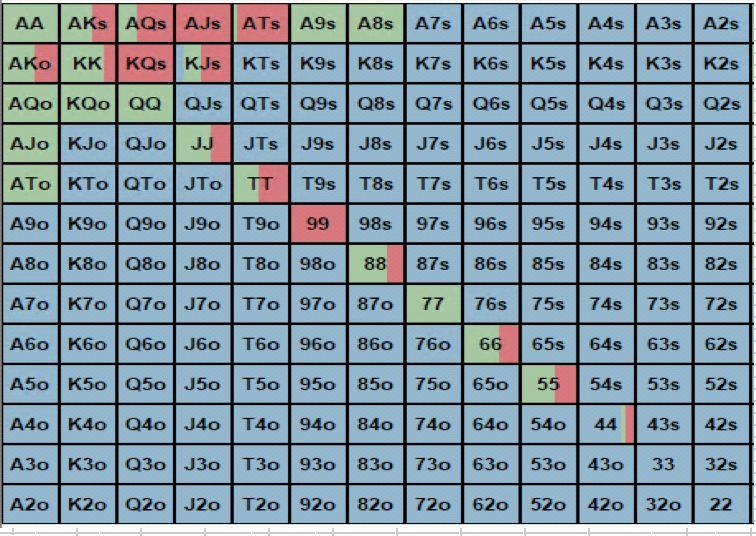 AA AKs AQs AJs ATs A9s A8s A7s A6s A5s A4s A3s A2s
AKo KK KQs KJs KTs K9s K8s K7s K6s K5s K4s K3s K2s
AQo KQo QQ QJs QTs Q9s Q8s Q7s Q6s Q5s Q4s Q3s Q2s
AJo KJo QJo JJ JTs J9s J8s J7s J6s J5s J4s J3s J2s
ATo KTo QTo JTo TT T9s T8s T7s T6s T5s T4s T3s T2s
A9o K9o Q9o J9o T9o 99 98s 97s 96s 95s 94s 93s 92s
A8o K8o Q8o J8o T8o 98o 88 87s 86s 85s 84s 83s 82s
A7o K7o Q7o J7o T7o 97o 87o 77 76s 75s 74s 73s 72s
A6o K6o Q6o J6o T6o 96o 86o 76o 66 65s 64s 63s 62s
A5o K5o Q5o J5o T5o 95o 85o 75o 65o 55 54s 53s 52s
A4o K4o Q4o J4o T4o 94o 84o 74o 64o 54o 44 43s 42s
A3o K3o Q3o J3o T3o 93o 83o 73o 63o 53o 43o 33 32s
A2o K2o Q2o J2o T2o 92o 82o 72o 62o 52o 42o 32o 22